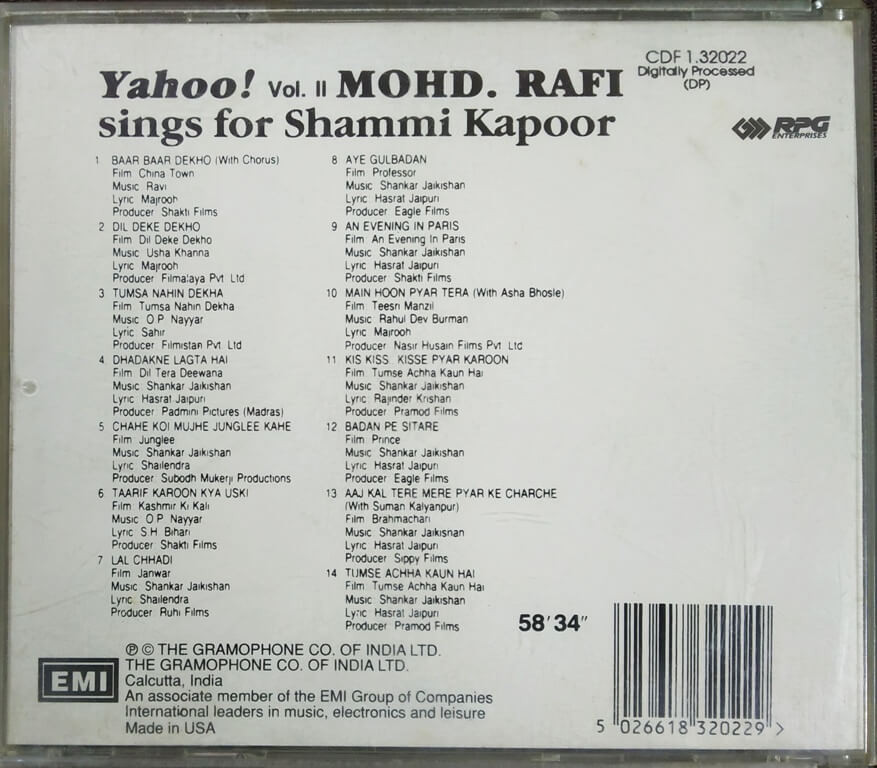 Yahoo! Vol. II MOHD. RAFI
sings for Shammi Kapoor
CDF 1.32022
Digitally Processed
(DP)
RPG
ENTERPRISES
1 BAAR BAAR DEKHO (With Chorus)
Film China Town
Music Ravi
Lyric Majrooh
Producer Shakti Films
2 DIL DEKE DEKHO
Film Dil Deke Dekho
Music Usha Khanna
Lyric Majrooh
Producer Filmalaya Pvt Ltd
3 TUMSA NAHIN DEKHA
Film Tumsa Nahin Dekha
Music O P Nayyar
Lyric Sahir
Producer Filmistan Pvt Ltd
4 DHADAKNE LAGTA HAI
Film Dil Tera Deewana
Music Shankar Jaikishan
Lyric Hasrat Jaipuri
Producer Padmini Pictures (Madras)
5 CHAHE KOI MUJHE JUNGLEE KAHE
Film Junglee
Music Shankar Jaikishan
Lyric Shailendra
Producer Subodh Mukerji Productions
6 TAARIF KAROON KYA USKI
Film Kashmir Ki Kali
Music O P Nayyar
Lyric S H Bihari
Producer Shakti Films
7 LAL CHHADI
Film Janwar
Music Shankar Jaikishan
Lyric Shailendra
Producer Ruhi Films
8 AYE GULBADAN
Film Professor
Music Shankar Jaikishan
Lyric Hasrat Jaipuri
Producer Eagle Films
9 AN EVENING IN PARIS
Film An Evening In Paris
Music Shankar Jaikishan
Lyric Hasrat Jaipuri
Producer Shakti Films
10 MAIN HOON PYAR TERA (With Asha Bhosle)
Film Teesri Manzil
Music Rahul Dev Burman
Lyric Majrooh
Producer Nasir Husain Films Pvt Ltd
11 KIS KISS KISSE PYAR KAROON
Film Tumse Achha Kaun Hai
Music Shankar Jaikishan
Lyric Rajinder Krishan
Producer Pramod Films
12 BADAN PE SITARE
Film Prince
Music Shankar Jaikishan
Lyric Hasrat Jaipuri
Producer Eagle Films
13 AAJ KAL TERE MERE PYAR KE CHARCHE
(With Suman Kalyanpur)
Film Brahmachari
Music Shankar Jaikisnan
Lyric Hasrat Jaipuri
Producer Sippy Films
14 TUMSE ACHHA KAUN HAI
Film Tumse Achha Kaun Hai
Music Shankar Jaikishan
Lyric Hasrat Jaipuri
Producer Pramod Films
58'34"
EMI
℗ © THE GRAMOPHONE CO. OF INDIA LTD.
THE GRAMOPHONE CO. OF INDIA LTD.
Calcutta, India
An associate member of the EMI Group of Companies
International leaders in music, electronics and leisure
Made in USA
5 026618 320229 >